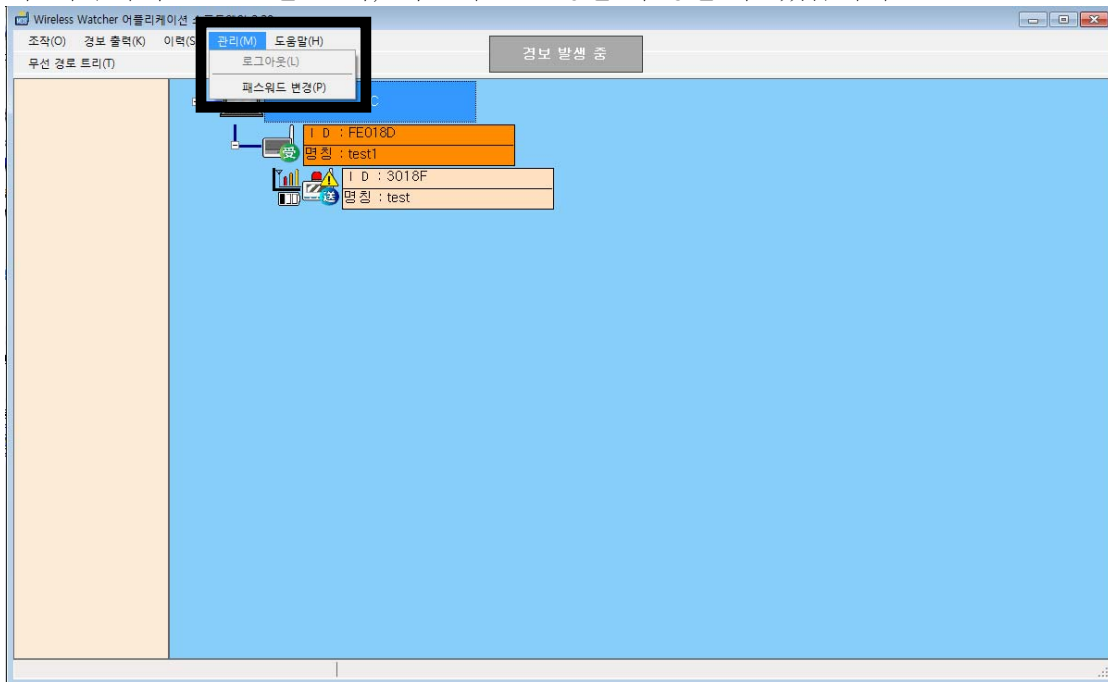 Wireless Watcher 어플리케이션
조작(O) 경보 출력(K) 이력(S 관리(M) 도움말(H)
경보 발생 중
무선 경로 트리(T)
로그아웃(L)
패스워드 변경(P)
C
I D : FE018D
受
명칭 : test1
I D : 3018F
送
명칭 : test